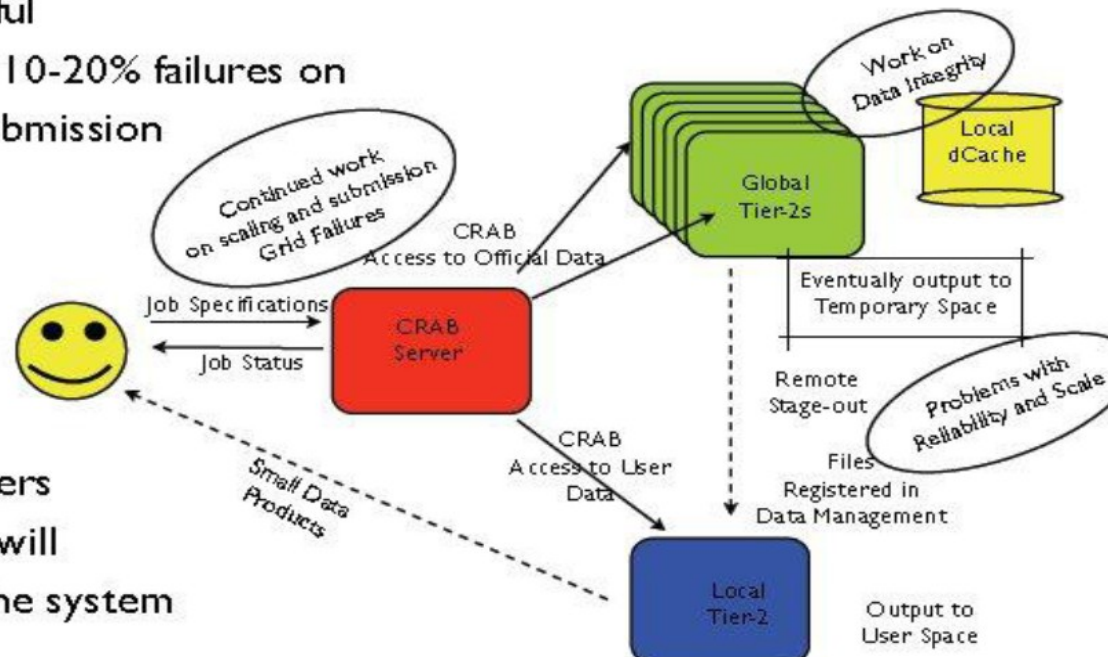 ful
10-20% failures on
bmission
Work on
Data Integrity
Local
dCache
Continued work
on scaling and submission
Grid Failures
Global
Tier-2s
CRAB
Access to Official Data
Eventually output to
Temporary Space
Job Specifications
CRAB
Server
Job Status
Remote
Stage-out
Problems with
Reliability and Scale
CRAB
Access to User
Data
Small Data
Products
Files
Registered in
Data Management
ers
will
ne system
Local
Tier-2
Output to
User Space